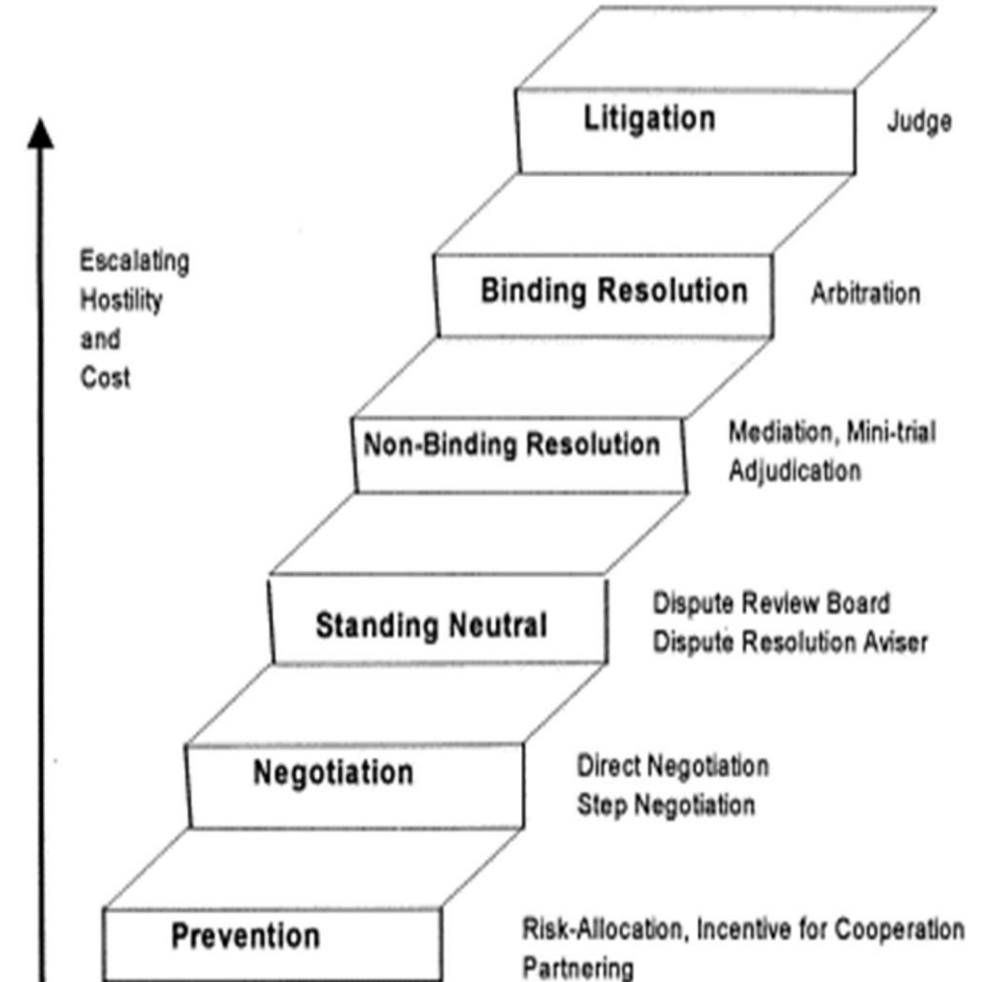 Litigation
Judge
Escalating
Hostility
and
Cost
Binding Resolution
Arbitration
Non-Binding Resolution
Mediation, Mini-trial
Adjudication
Standing Neutral
Dispute Review Board
Dispute Resolution Aviser
Negotiation
Direct Negotiation
Step Negotiation
Prevention
Risk-Allocation, Incentive for Cooperation
Partnering